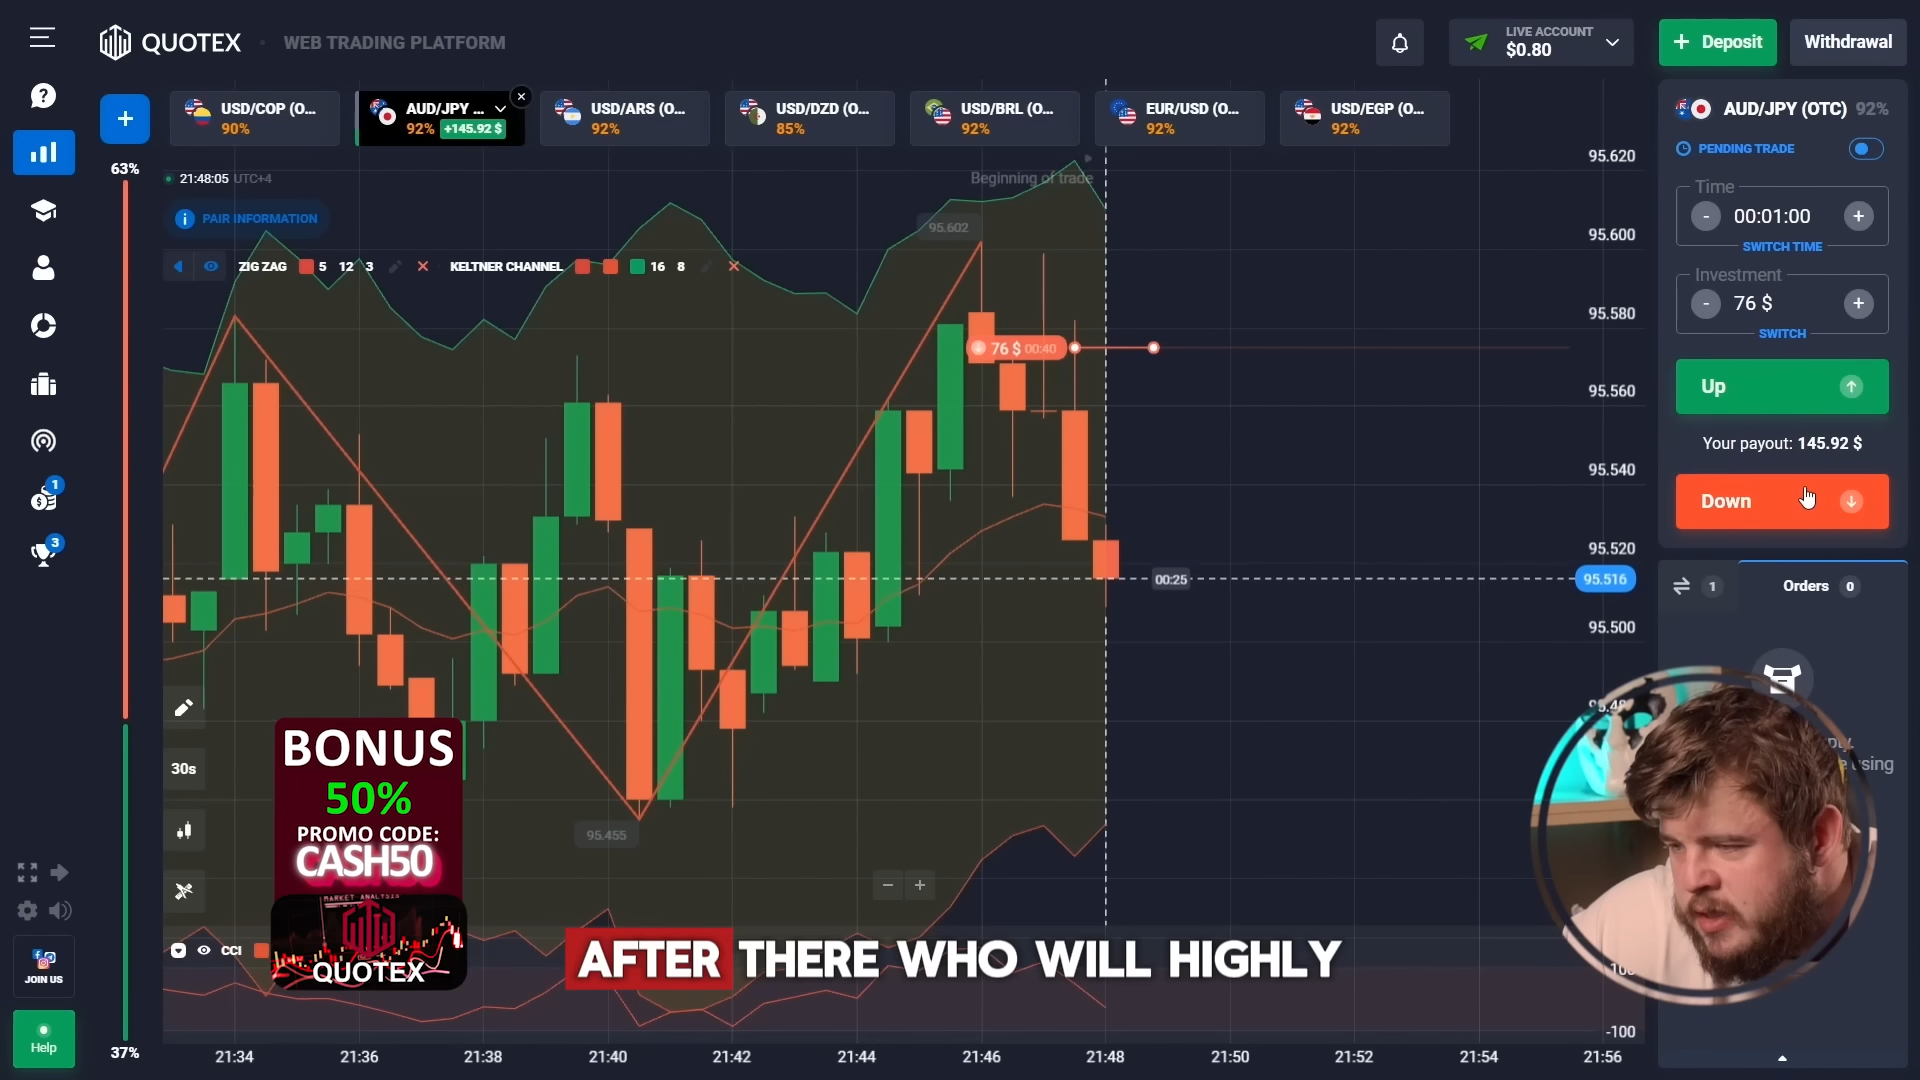 QUOTEX
WEB TRADING PLATFORM
LIVE ACCOUNT
$0.80
+ Deposit
Withdrawal
USD/COP (O...
90%
AUD/JPY ...
92% +145.92 $
USD/ARS (O...
92%
USD/DZD (O...
85%
USD/BRL (O...
92%
EUR/USD (O...
92%
USD/EGP (O...
92%
63%
21:48:05 UTC+4
PAIR INFORMATION
ZIG ZAG 5 12 3
KELTNER CHANNEL 16 8
Beginning of trade
95.602
76 $ 00:40
95.455
00:25
95.620
95.600
95.580
95.560
95.540
95.520
95.516
95.500
AUD/JPY (OTC) 92%
PENDING TRADE
Time
- 00:01:00 +
SWITCH TIME
Investment
- 76 $ +
SWITCH
Up
Your payout: 145.92 $
Down
1
Orders 0
using
1
3
30s
BONUS
50%
PROMO CODE:
CASH50
MARKET ANALYSIS
QUOTEX
CCI
AFTER THERE WHO WILL HIGHLY
-100
JOIN US
Help
37%
21:34
21:36
21:38
21:40
21:42
21:44
21:46
21:48
21:50
21:52
21:54
21:56